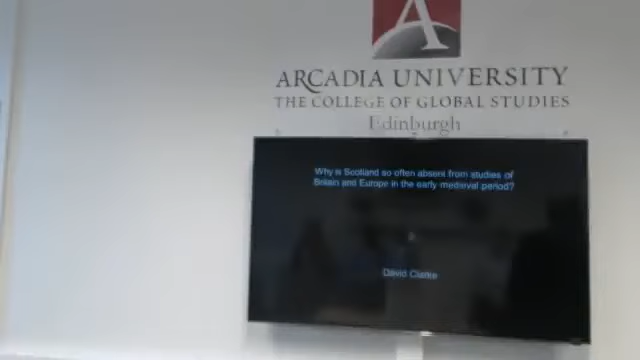 A
ARCADIA UNIVERSITY
THE COLLEGE OF GLOBAL STUDIES
Edinburgh
Why is Scotland so often absent from studies of
Britain and Europe in the early medieval period?
David Clarke